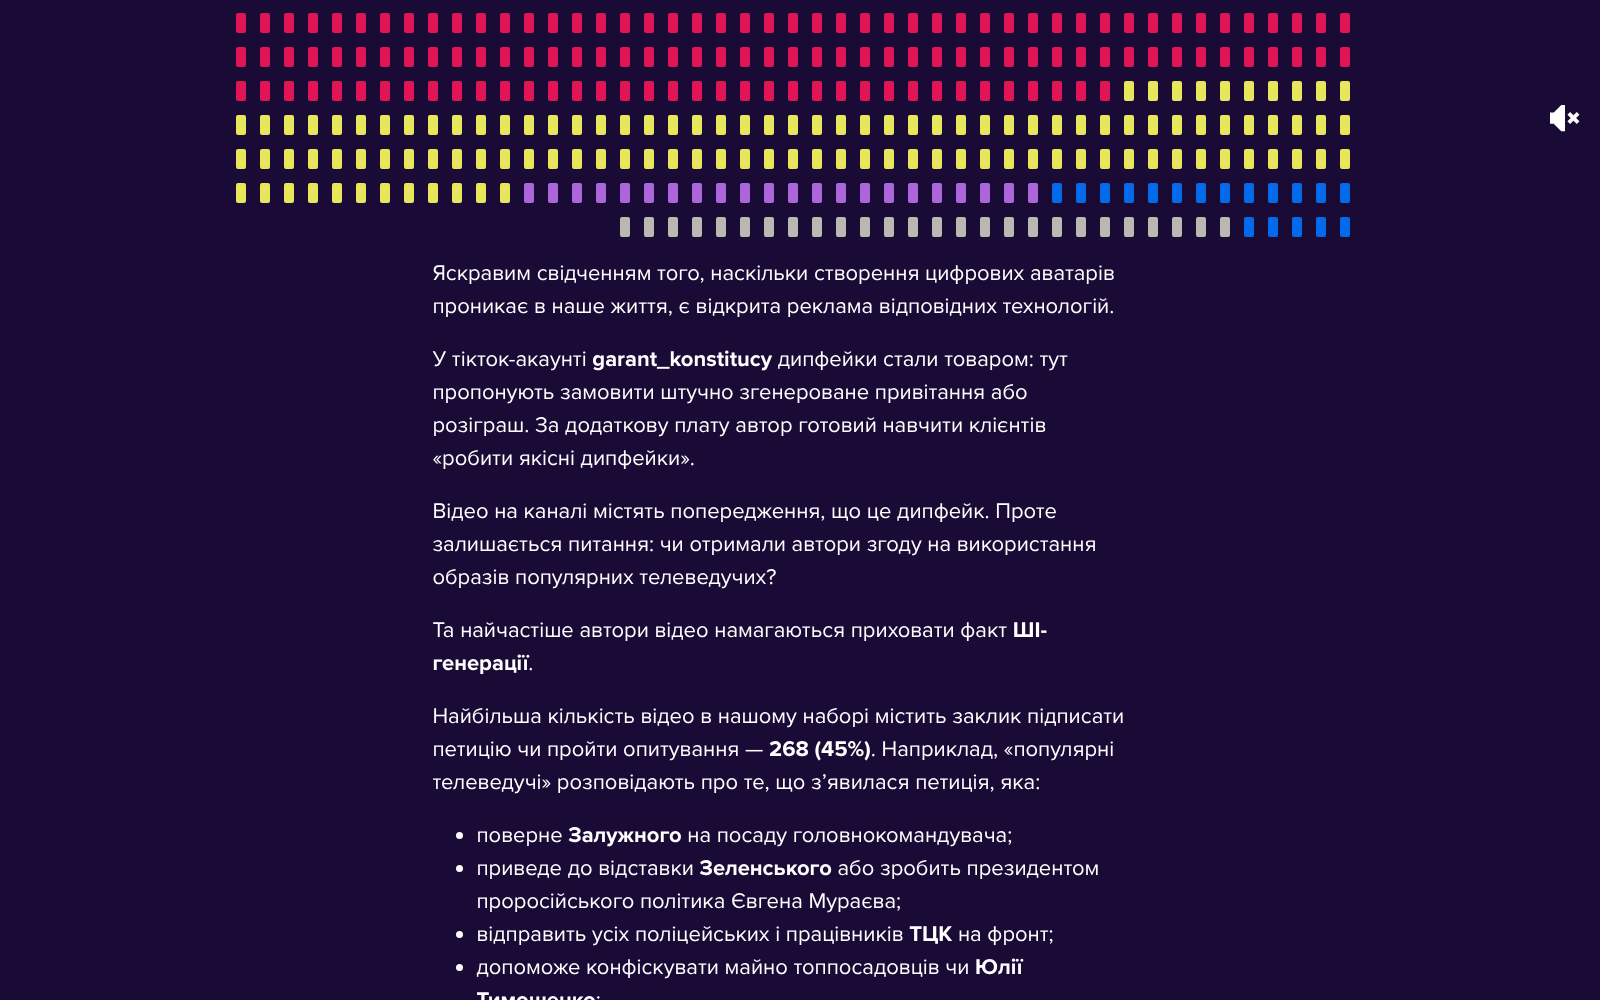 Яскравим свідченням того, наскільки створення цифрових аватарів
проникає в наше життя, є відкрита реклама відповідних технологій.
У тікток-акаунті garant_konstitucy дипфейки стали товаром: тут
пропонують замовити штучно згенероване привітання або
розіграш. За додаткову плату автор готовий навчити клієнтів
«робити якісні дипфейки».
Відео на каналі містять попередження, що це дипфейк. Проте
залишається питання: чи отримали автори згоду на використання
образів популярних телеведучих?
Та найчастіше автори відео намагаються приховати факт ШІ-
генерації.
Найбільша кількість відео в нашому наборі містить заклик підписати
петицію чи пройти опитування — 268 (45%). Наприклад, «популярні
телеведучі» розповідають про те, що з’явилася петиція, яка:
• поверне Залужного на посаду головнокомандувача;
• приведе до відставки Зеленського або зробить президентом
проросійського політика Євгена Мураєва;
• відправить усіх поліцейських і працівників ТЦК на фронт;
• допоможе конфіскувати майно топпосадовців чи Юлії
Тимошенко;